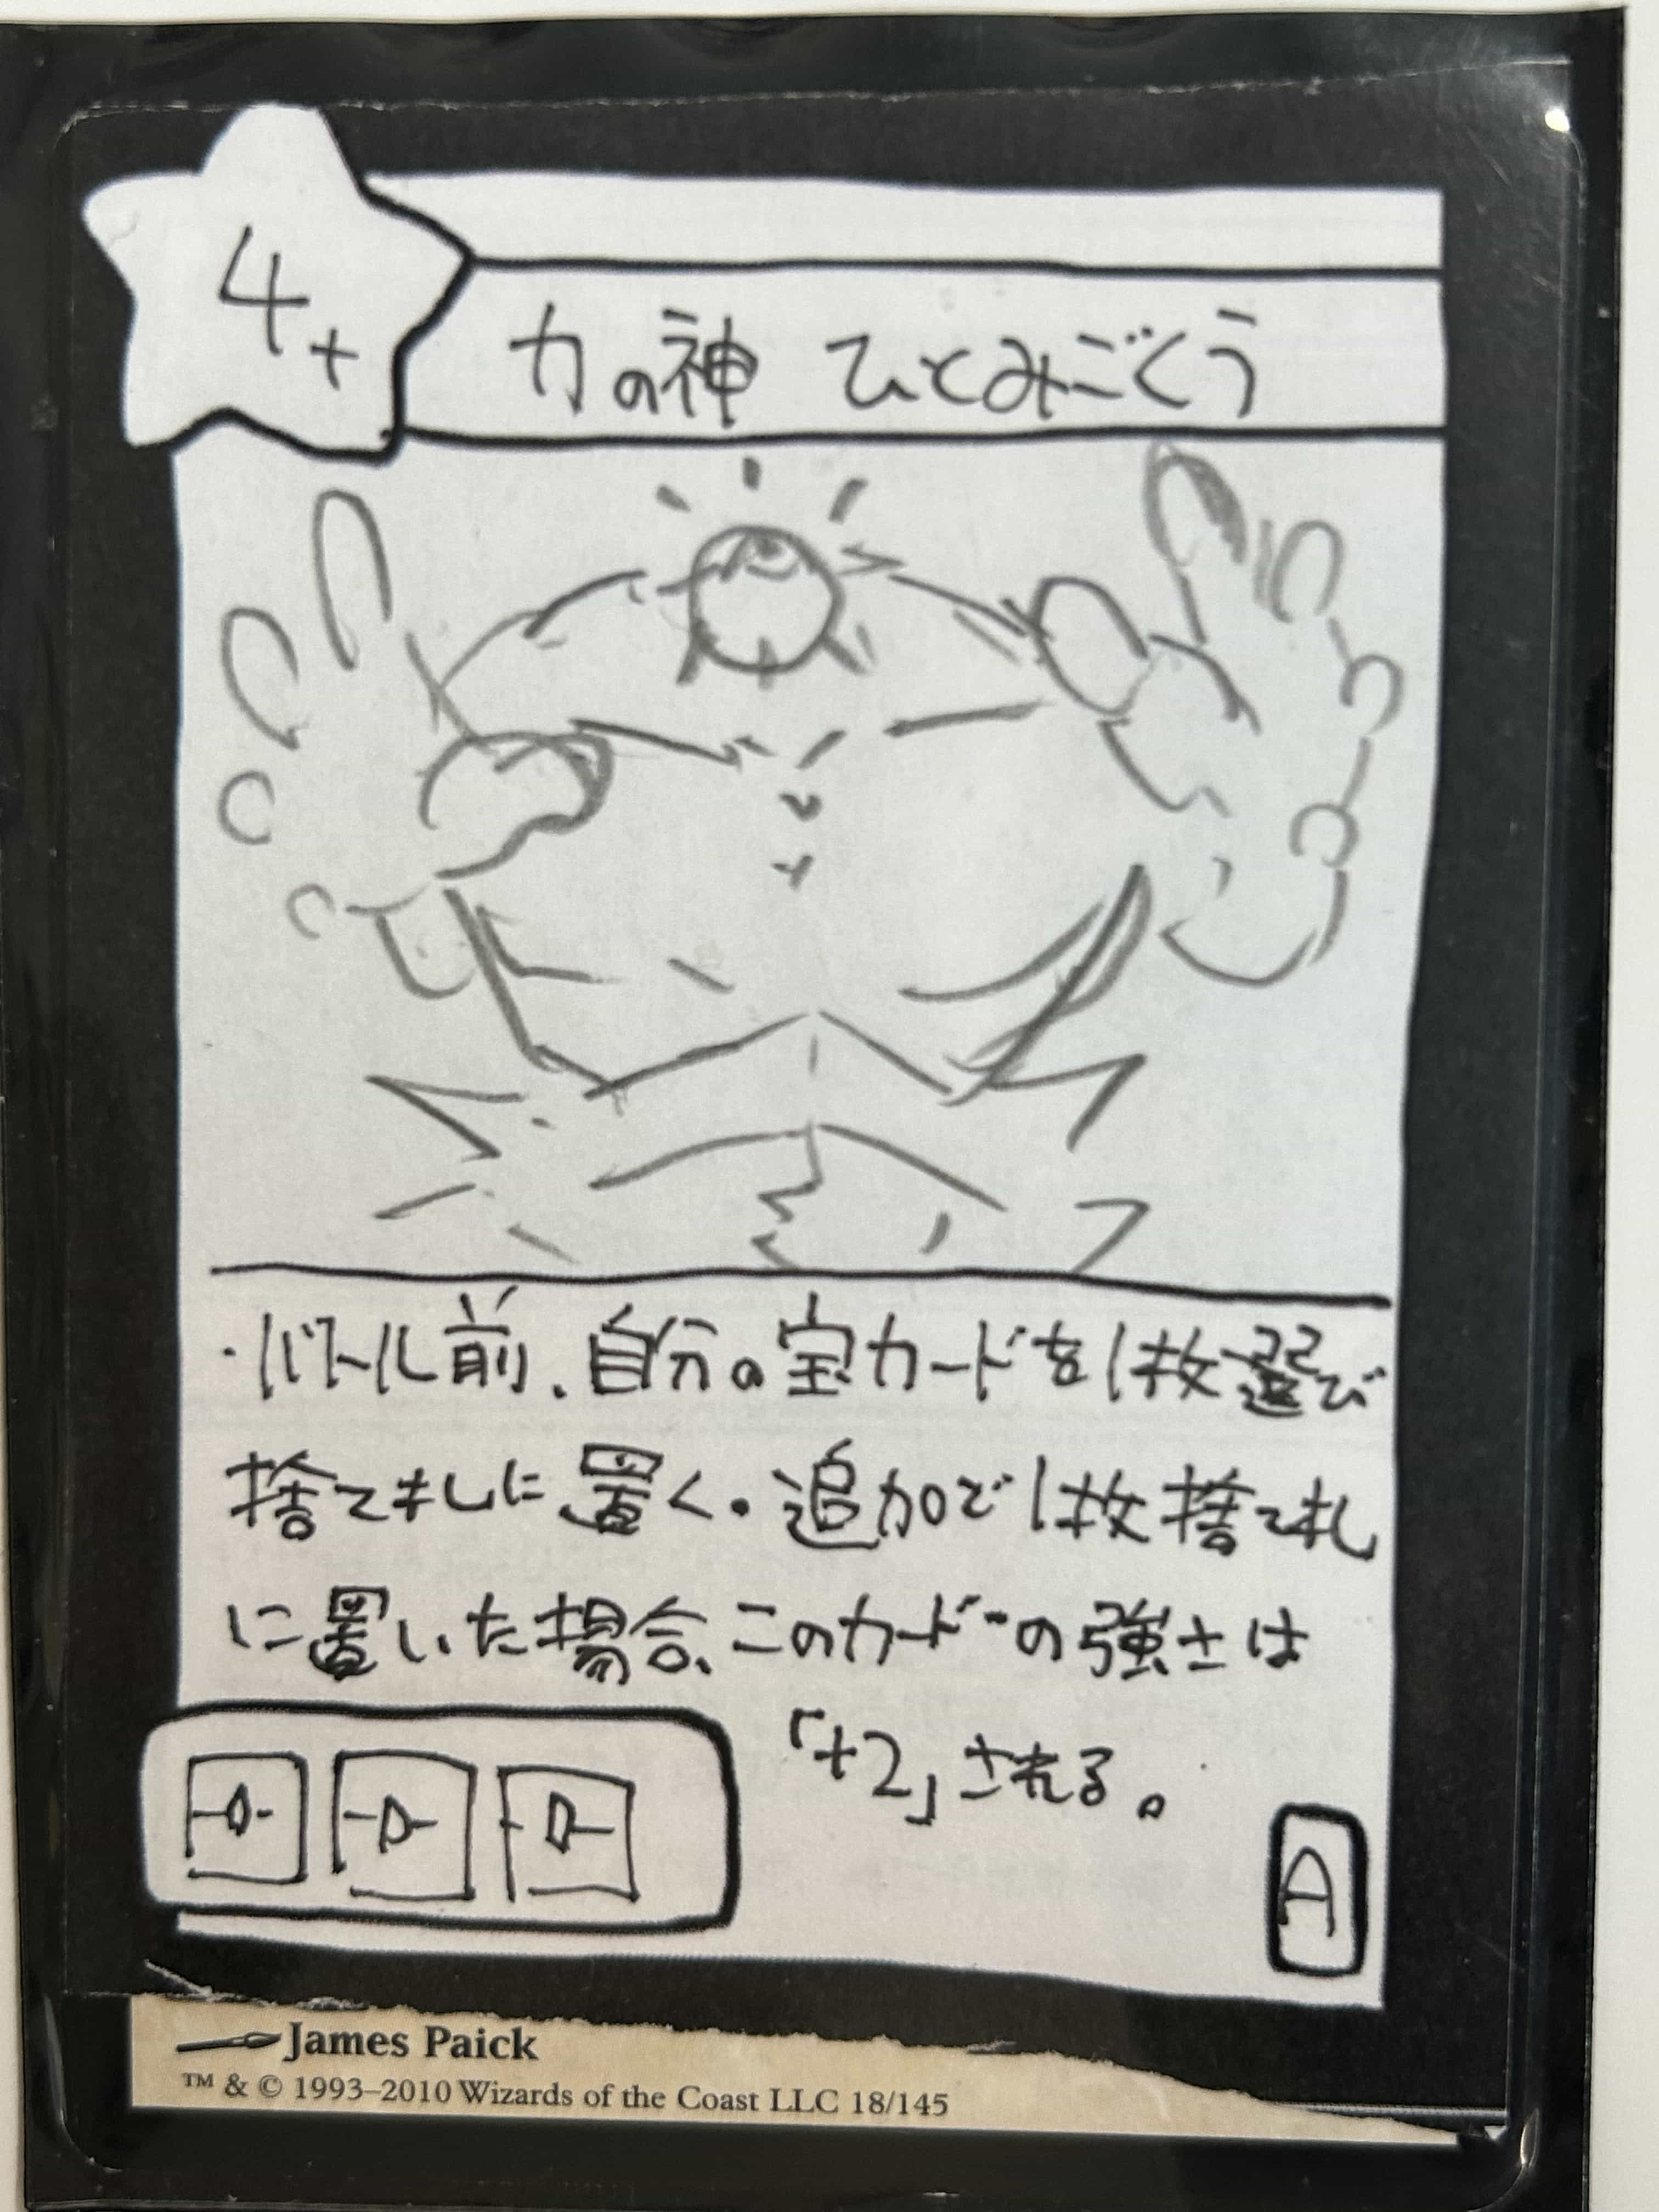 4+
力の神 ひとみごくう
・バトル前、自分の宝カードを1枚選び
捨て札に置く。追加で1枚捨て札
に置いた場合、このカードの強さは
「+2」される。
A
James Paick
™ & © 1993–2010 Wizards of the Coast LLC 18/145